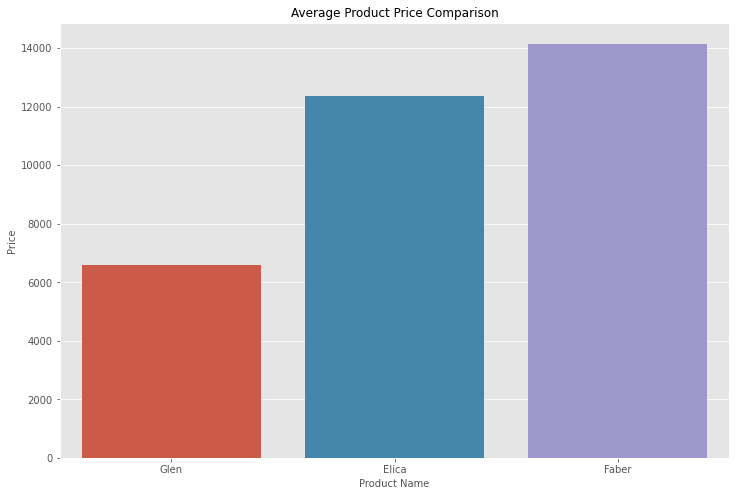 Average Product Price Comparison
Price
14000
12000
10000
8000
6000
4000
2000
0
Glen Elica Faber
Product Name